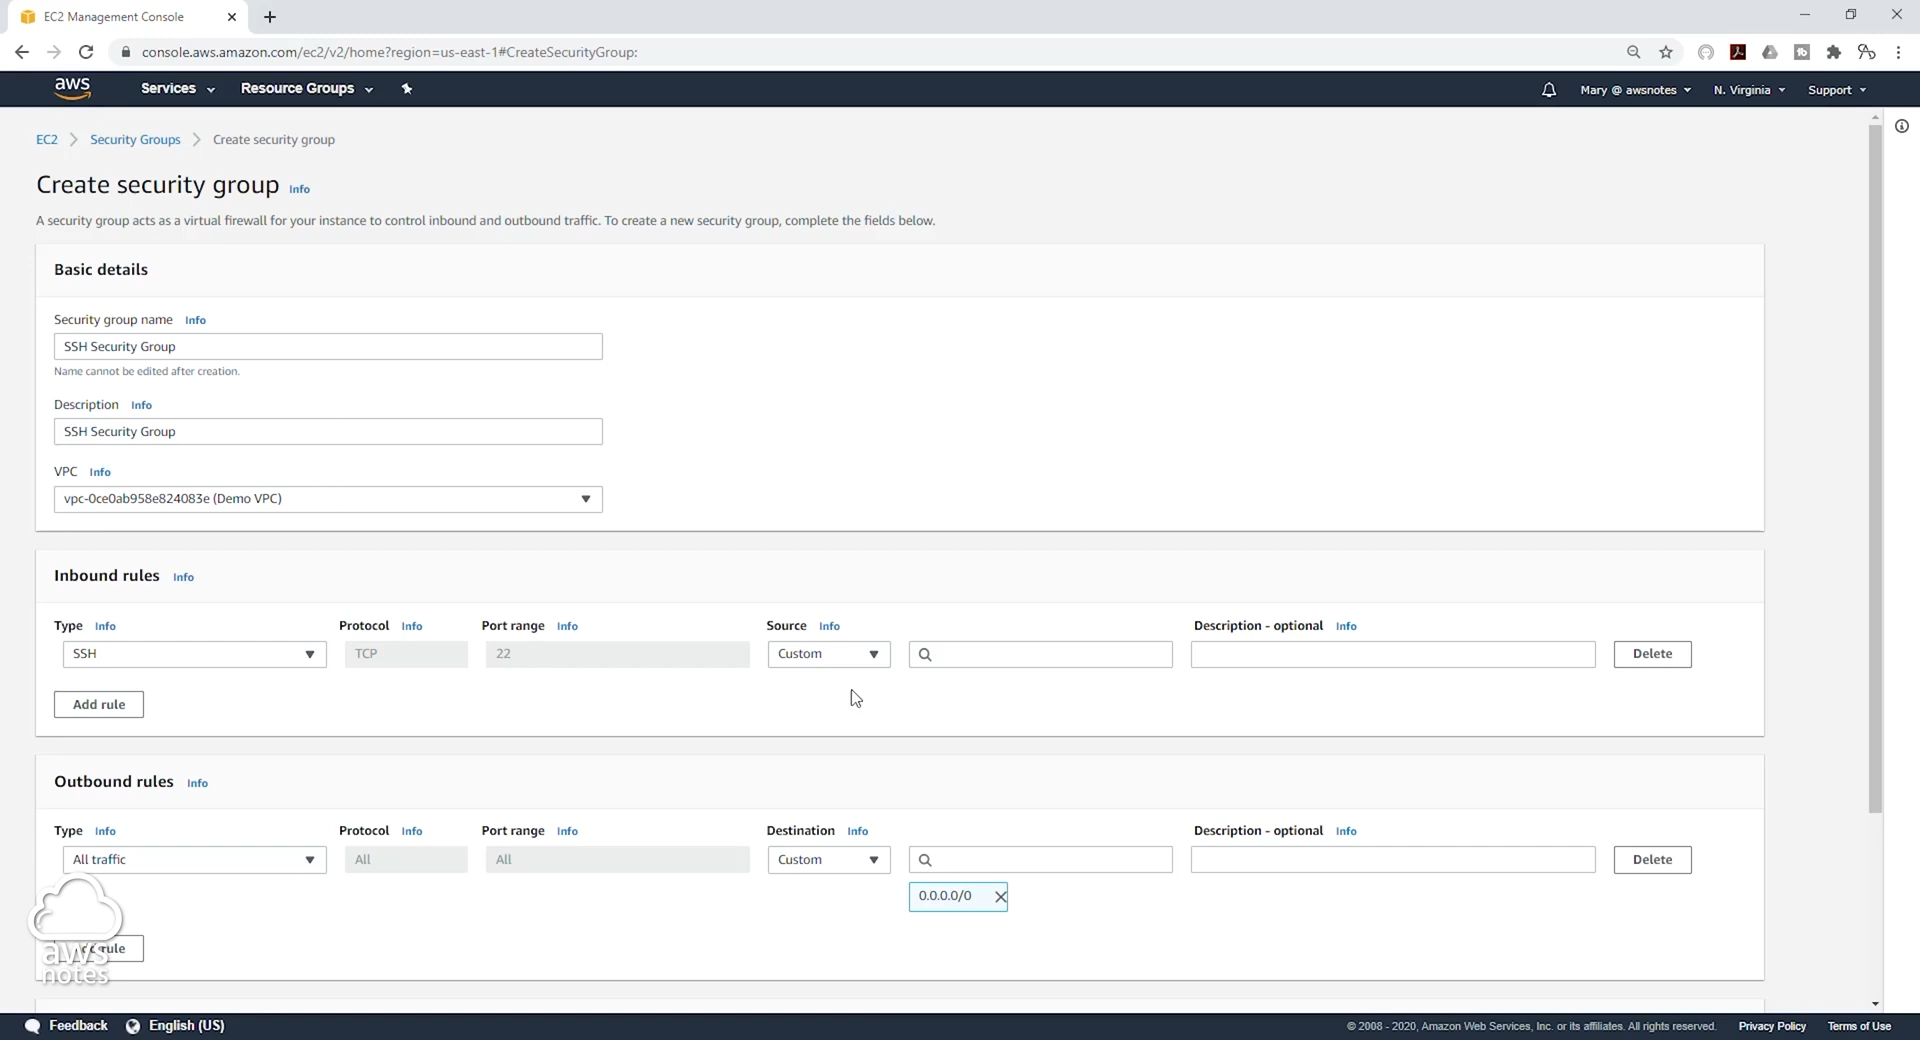 EC2 Management Console
console.aws.amazon.com/ec2/v2/home?region=us-east-1#CreateSecurityGroup:
aws Services Resource Groups Mary @ awsnotes N. Virginia Support
EC2 Security Groups Create security group
Create security group Info
A security group acts as a virtual firewall for your instance to control inbound and outbound traffic. To create a new security group, complete the fields below.
Basic details
Security group name Info
SSH Security Group
Name cannot be edited after creation.
Description Info
SSH Security Group
VPC Info
vpc-0ce0ab958e824083e (Demo VPC)
Inbound rules Info
Type Info Protocol Info Port range Info Source Info Description - optional Info
SSH TCP 22 Custom Delete
Add rule
Outbound rules Info
Type Info Protocol Info Port range Info Destination Info Description - optional Info
All traffic All All Custom Delete
0.0.0.0/0
Add rule
aws
notes
Feedback English (US) © 2008 - 2020, Amazon Web Services, Inc. or its affiliates. All rights reserved. Privacy Policy Terms of Use